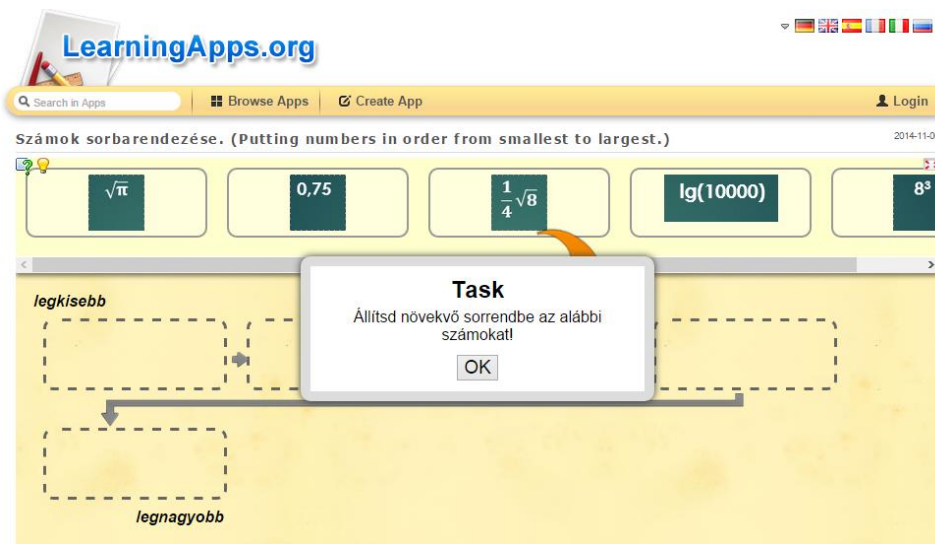 LearningApps.org
Search in Apps
Browse Apps
Create App
Login
Számok sorbarendezése. (Putting numbers in order from smallest to largest.)
2014-11-0
√π
0,75
1/4 √8
lg(10000)
8³
legkisebb
Task
Állítsd növekvő sorrendbe az alábbi
számokat!
OK
legnagyobb